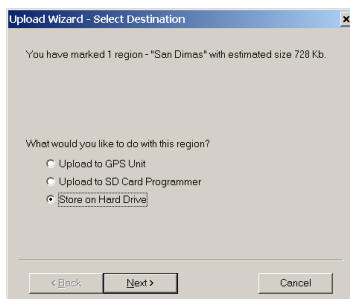 Upload Wizard - Select Destination
You have marked 1 region - "San Dimas" with estimated size 728 Kb.
What would you like to do with this region?
Upload to GPS Unit
Upload to SD Card Programmer
Store on Hard Drive
< Back Next > Cancel